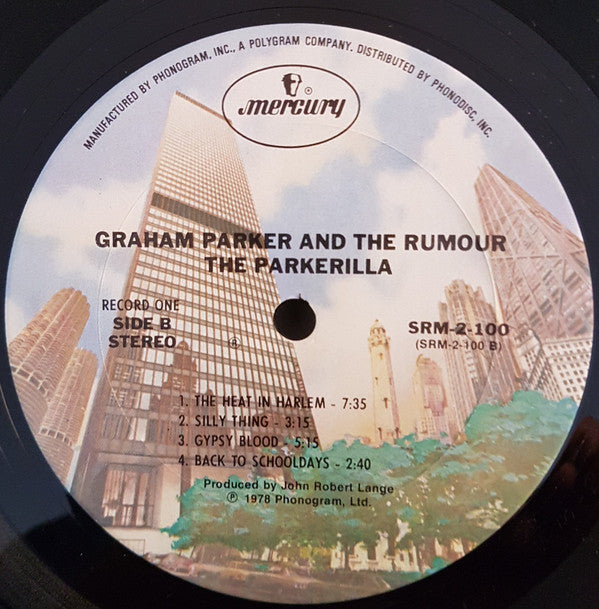 MANUFACTURED BY PHONOGRAM, INC., A POLYGRAM COMPANY. DISTRIBUTED BY PHONODISC, INC.
®
mercury
GRAHAM PARKER AND THE RUMOUR
THE PARKERILLA
RECORD ONE
SIDE B
STEREO
SRM-2-100
(SRM-2-100 B)
1. THE HEAT IN HARLEM - 7:35
2. SILLY THING - 3:15
3. GYPSY BLOOD - 5:15
4. BACK TO SCHOOLDAYS - 2:40
Produced by John Robert Lange
℗ 1978 Phonogram, Ltd.